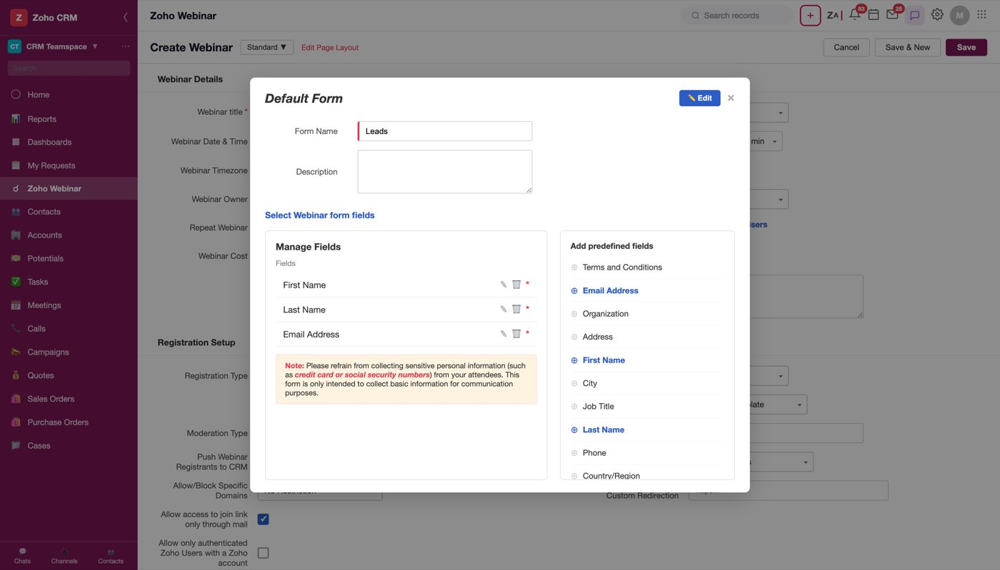 Z Zoho CRM
CT CRM Teamspace
Search
Home
Reports
Dashboards
My Requests
Zoho Webinar
Contacts
Accounts
Potentials
Tasks
Meetings
Calls
Campaigns
Quotes
Sales Orders
Purchase Orders
Cases
Chats
Channels
Contacts
Zoho Webinar
Search records
83
25
M
Create Webinar
Standard
Edit Page Layout
Cancel
Save & New
Save
Webinar Details
Webinar title *
Webinar Date & Time
min
Webinar Timezone
Webinar Owner
Repeat Webinar
Webinar Cost
Registration Setup
Registration Type
Moderation Type
Push Webinar
Registrants to CRM
Allow/Block Specific
Domains
Custom Redirection
Allow access to join link
only through mail
Allow only authenticated
Zoho Users with a Zoho
account
Default Form
Edit
Form Name
Leads
Description
Select Webinar form fields
Manage Fields
Fields
First Name *
Last Name *
Email Address *
Note: Please refrain from collecting sensitive personal information (such
as credit card or social security numbers) from your attendees. This
form is only intended to collect basic information for communication
purposes.
Add predefined fields
Terms and Conditions
Email Address
Organization
Address
First Name
City
Job Title
Last Name
Phone
Country/Region